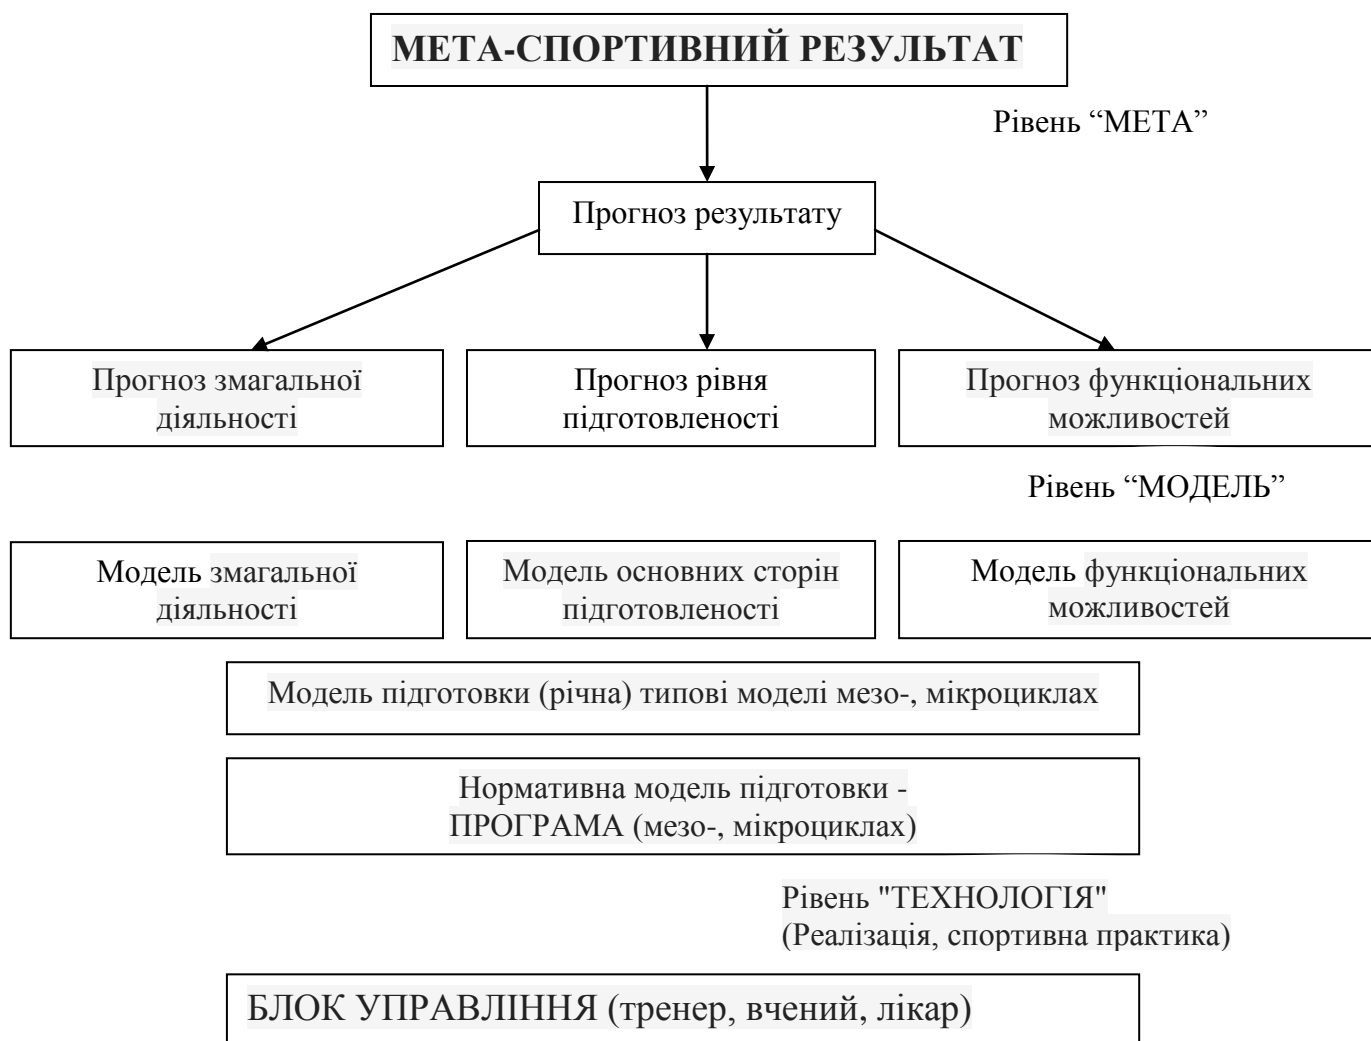 МЕТА-СПОРТИВНИЙ РЕЗУЛЬТАТ
Рівень “МЕТА”
Прогноз результату
Прогноз змагальної
діяльності
Прогноз рівня
підготовленості
Прогноз функціональних
можливостей
Рівень “МОДЕЛЬ”
Модель змагальної
діяльності
Модель основних сторін
підготовленості
Модель функціональних
можливостей
Модель підготовки (річна) типові моделі мезо-, мікроциклах
Нормативна модель підготовки -
ПРОГРАМА (мезо-, мікроциклах)
Рівень "ТЕХНОЛОГІЯ"
(Реалізація, спортивна практика)
БЛОК УПРАВЛІННЯ (тренер, вчений, лікар)